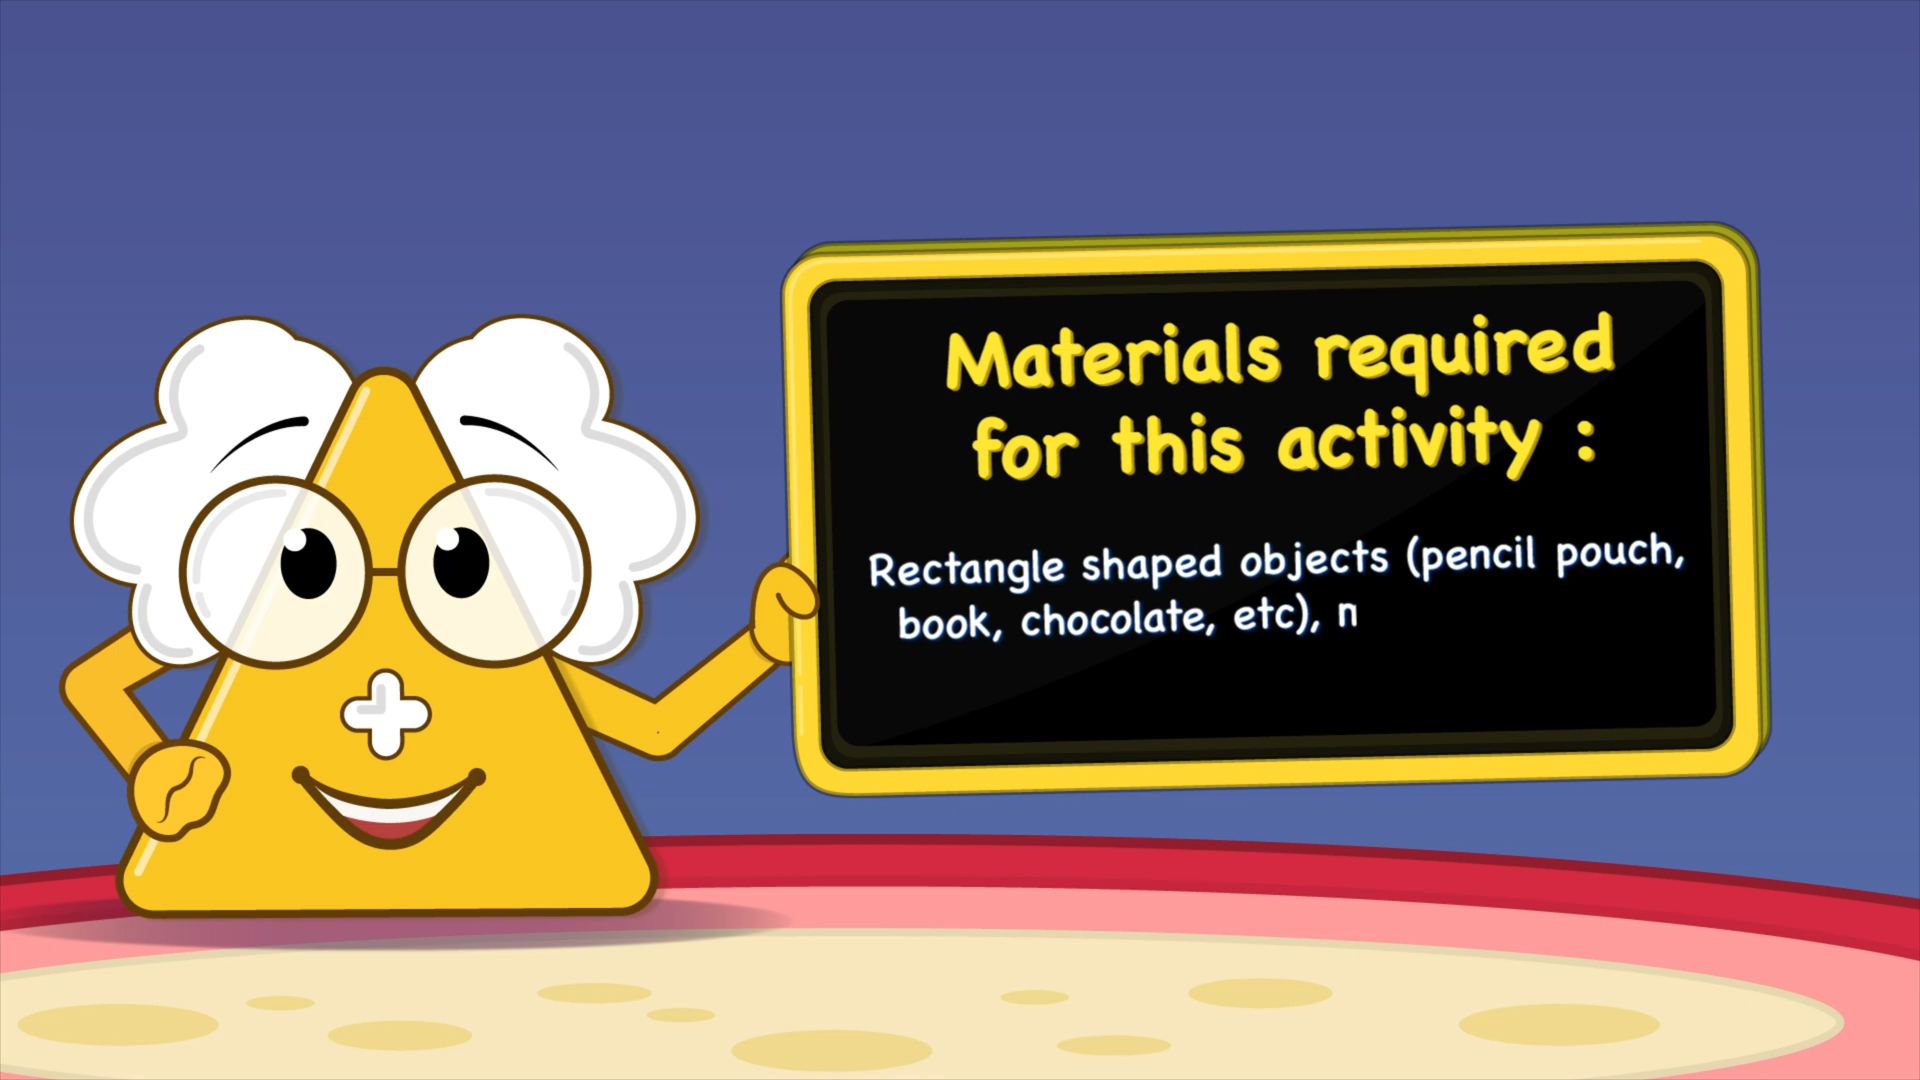 Materials required
for this activity :
Rectangle shaped objects (pencil pouch,
book, chocolate, etc), n